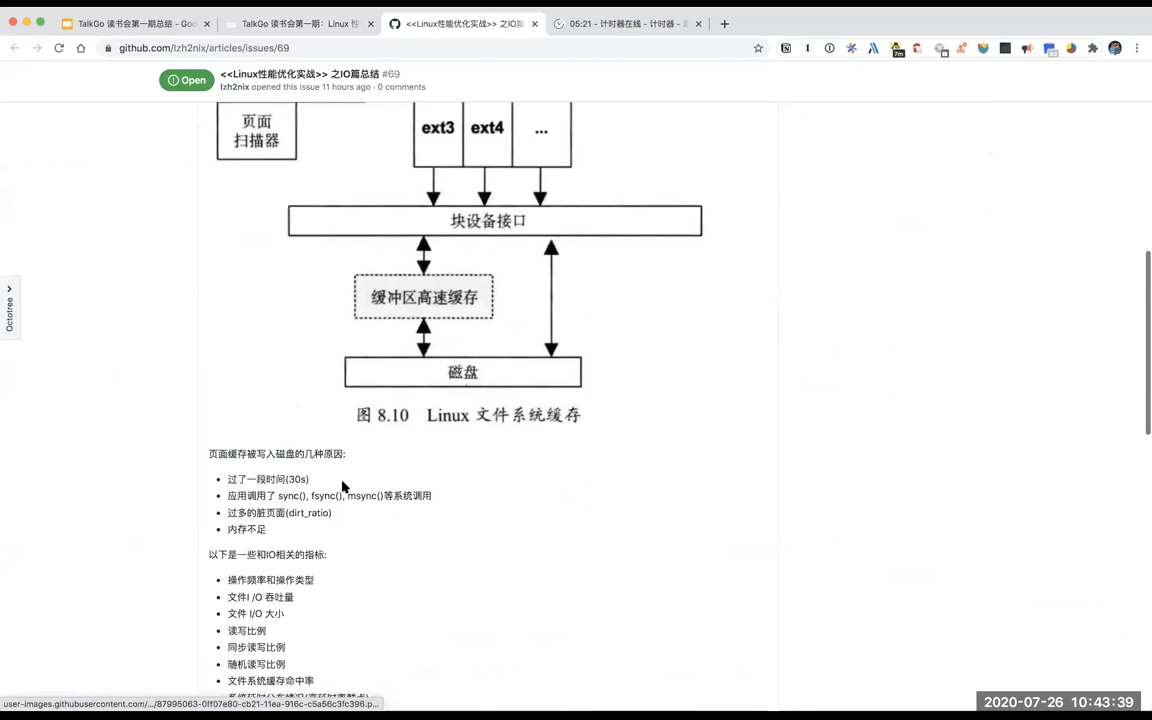 TalkGo 读书会第一期总结 - Goo
TalkGo 读书会第一期：Linux 性
<<Linux性能优化实战>> 之IO篇
05:21 - 计时器在线 - 计时器 -
github.com/lzh2nix/articles/issues/69
7m
Open
<<Linux性能优化实战>> 之IO篇总结 #69
lzh2nix opened this issue 11 hours ago · 0 comments
Octotree
页面
扫描器
ext3 ext4 ...
块设备接口
缓冲区高速缓存
磁盘
图 8.10 Linux 文件系统缓存
页面缓存被写入磁盘的几种原因:
过了一段时间(30s)
应用调用了 sync(), fsync(), msync()等系统调用
过多的脏页面(dirt_ratio)
内存不足
以下是一些和IO相关的指标:
操作频率和操作类型
文件I /O 吞吐量
文件 I/O 大小
读写比例
同步读写比例
随机读写比例
文件系统缓存命中率
user-images.githubusercontent.com/.../87995063-0ff07e80-cb21-11ea-916c-c5a56c3fc396.p...
2020-07-26 10:43:39